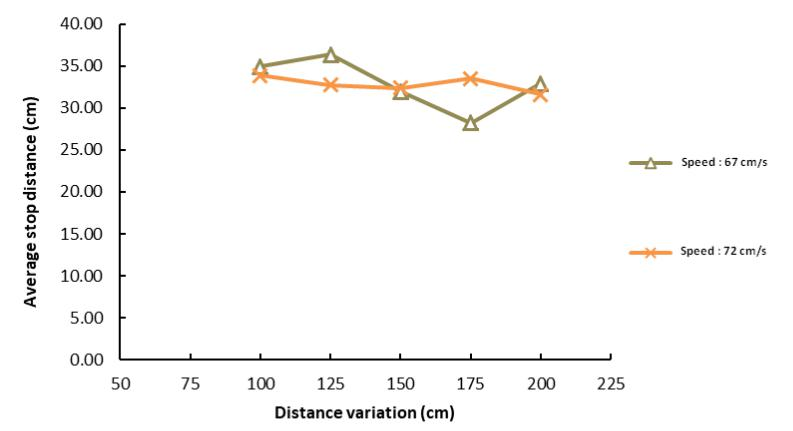 40.00
35.00
30.00
25.00
20.00
15.00
10.00
5.00
0.00
Average stop distance (cm)
50 75 100 125 150 175 200 225
Distance variation (cm)
Speed : 67 cm/s
Speed : 72 cm/s